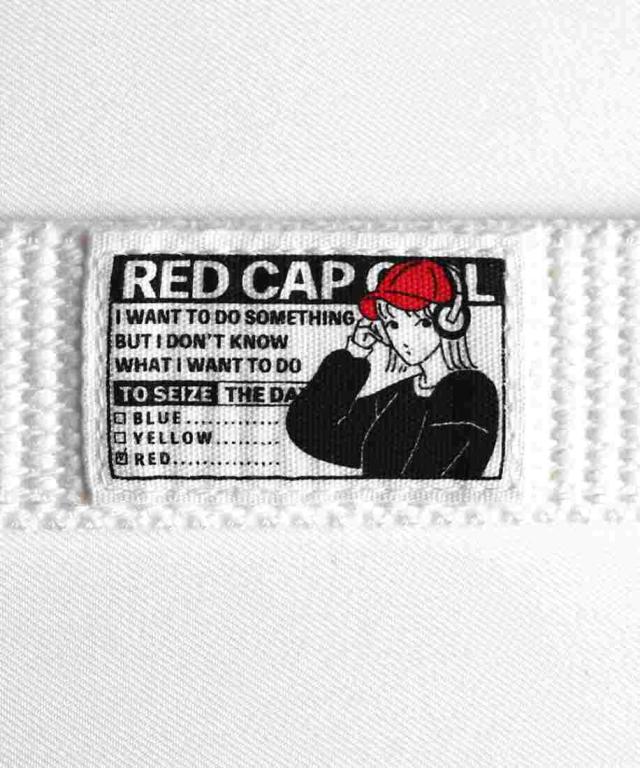 RED CAP
I WANT TO DO SOMETHING
BUT I DON'T KNOW
WHAT I WANT TO DO
TO SEIZE THE
BLUE..........
YELLOW..........
RED..............